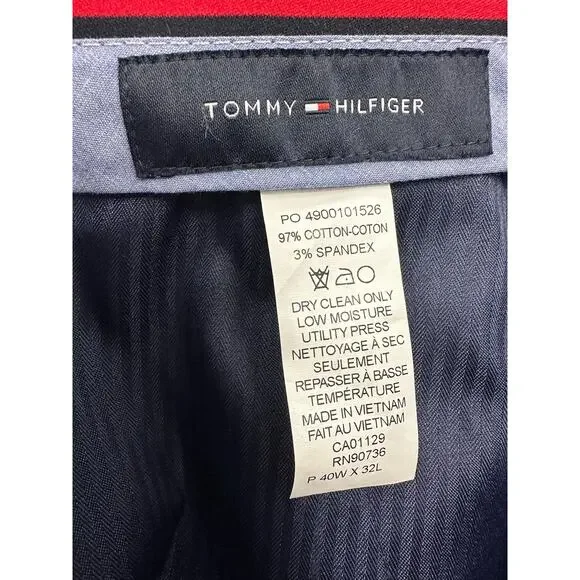 TOMMY HILFIGER
PO 4900101526
97% COTTON-COTON
3% SPANDEX
DRY CLEAN ONLY
LOW MOISTURE
UTILITY PRESS
NETTOYAGE À SEC
SEULEMENT
REPASSER À BASSE
TEMPÉRATURE
MADE IN VIETNAM
FAIT AU VIETNAM
CA01129
RN90736
P 40W X 32L